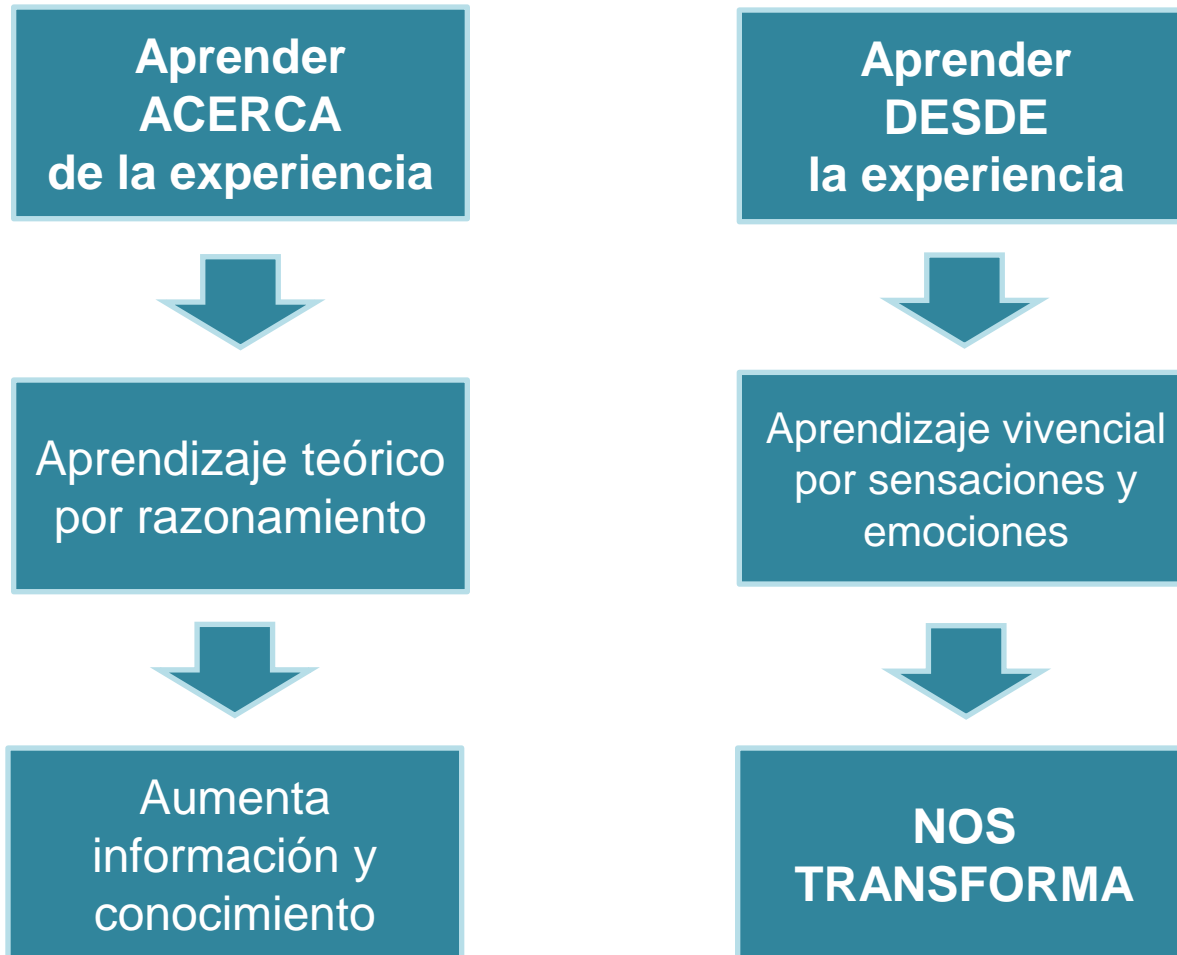 Aprender
ACERCA
de la experiencia
Aprendizaje teórico
por razonamiento
Aumenta
información y
conocimiento
Aprender
DESDE
la experiencia
Aprendizaje vivencial
por sensaciones y
emociones
NOS
TRANSFORMA